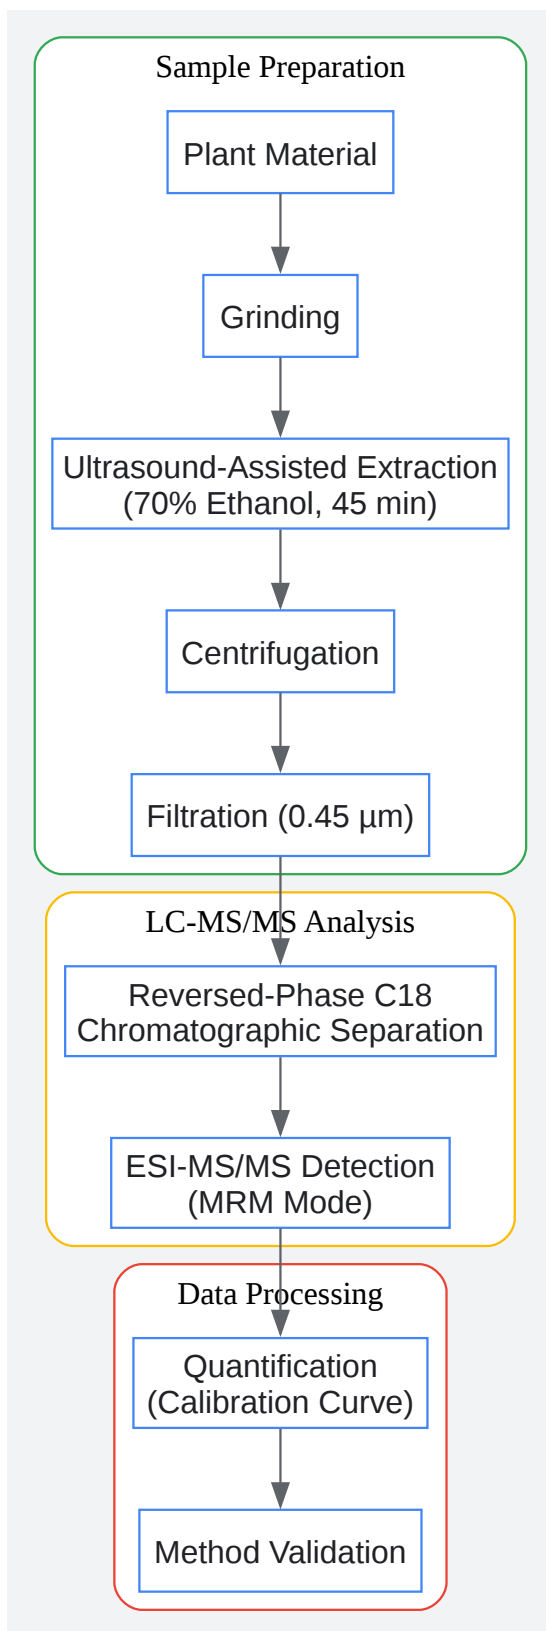 Sample Preparation
Plant Material
Grinding
Ultrasound-Assisted Extraction
(70% Ethanol, 45 min)
Centrifugation
Filtration (0.45 µm)
LC-MS/MS Analysis
Reversed-Phase C18
Chromatographic Separation
ESI-MS/MS Detection
(MRM Mode)
Data Processing
Quantification
(Calibration Curve)
Method Validation